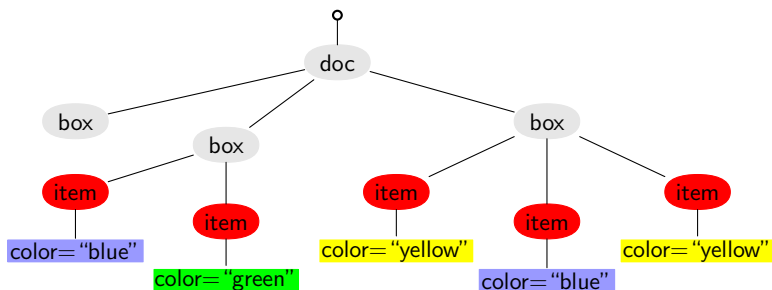 doc
box
box
box
item
item
item
item
item
color=“blue”
color=“green”
color=“yellow”
color=“blue”
color=“yellow”